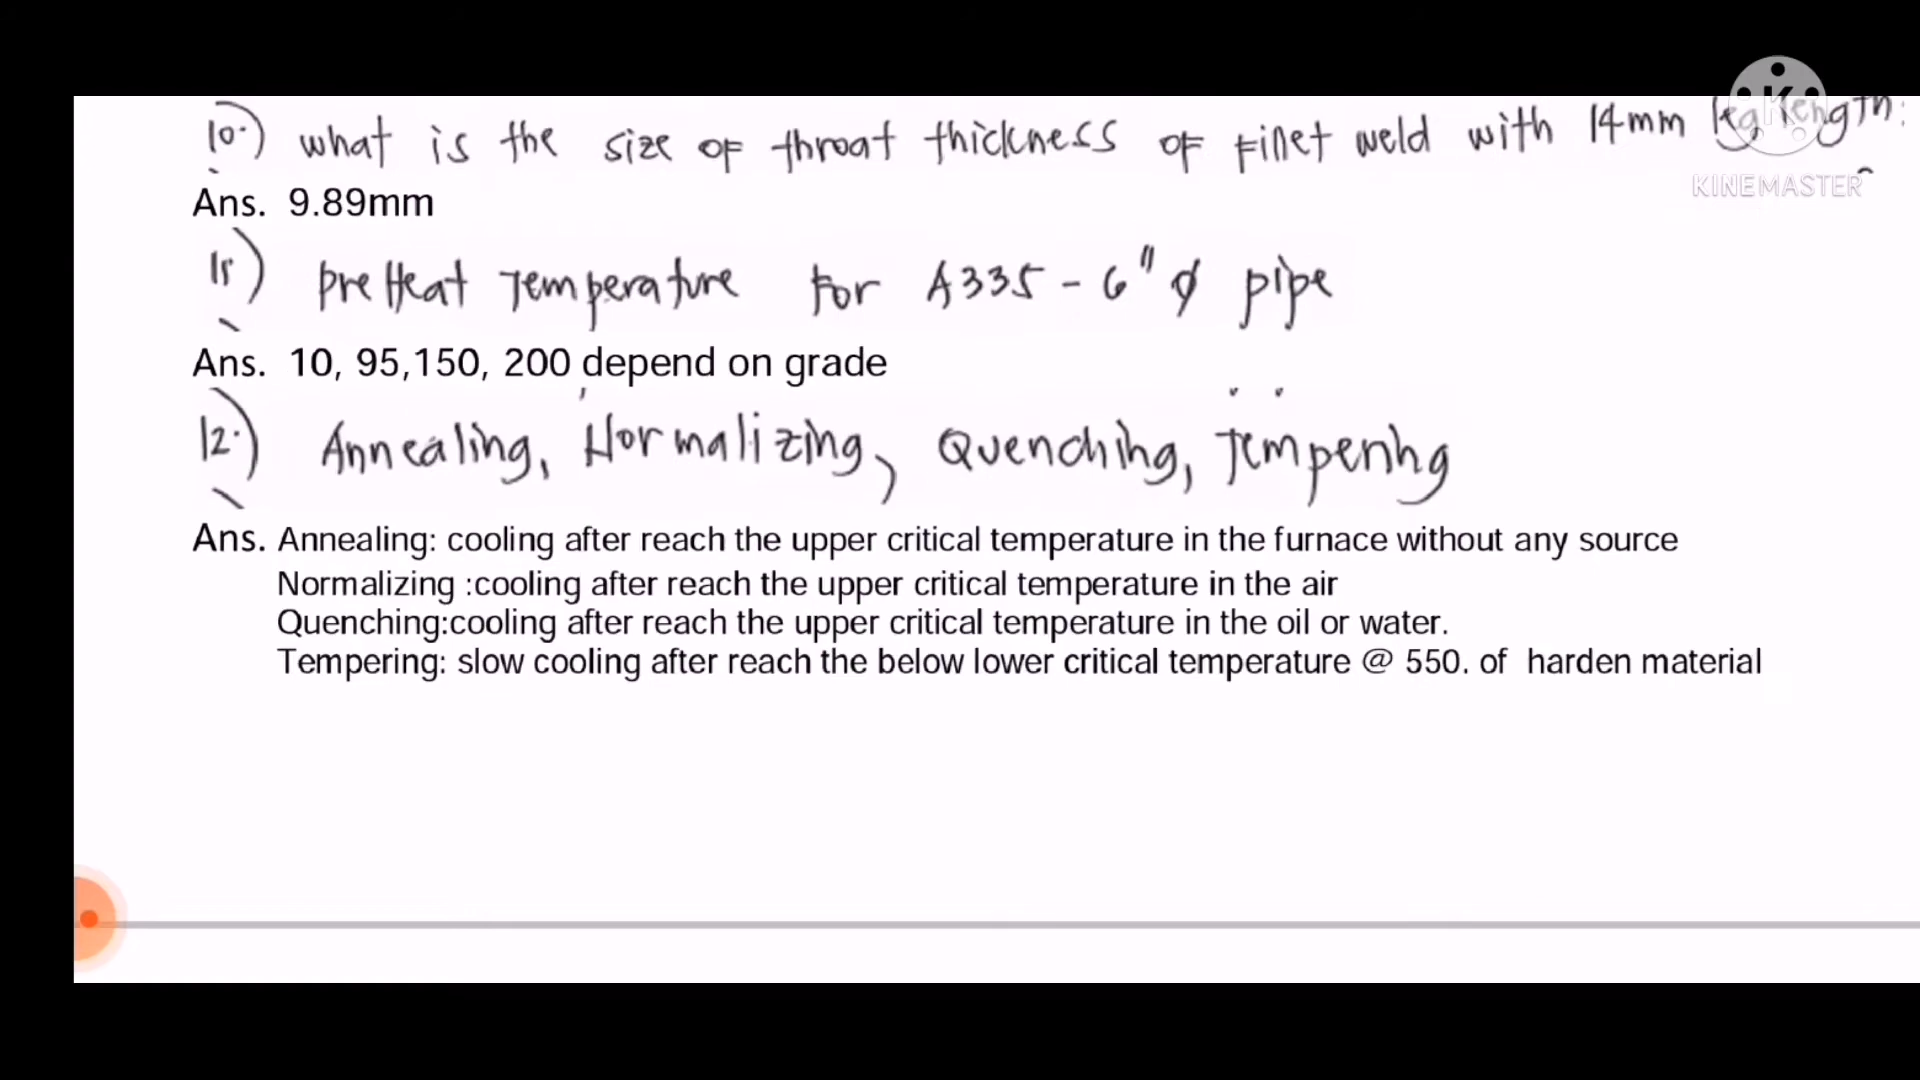 10.) what is the size of throat thickness of fillet weld with 14mm leg length:
KINEMASTER
Ans. 9.89mm
11) preHeat Temperature for A335 - 6"ø pipe
Ans. 10, 95,150, 200 depend on grade
12.) Annealing, Normalizing, Quenching, Tempering
Ans. Annealing: cooling after reach the upper critical temperature in the furnace without any source
Normalizing :cooling after reach the upper critical temperature in the air
Quenching:cooling after reach the upper critical temperature in the oil or water.
Tempering: slow cooling after reach the below lower critical temperature @ 550. of harden material